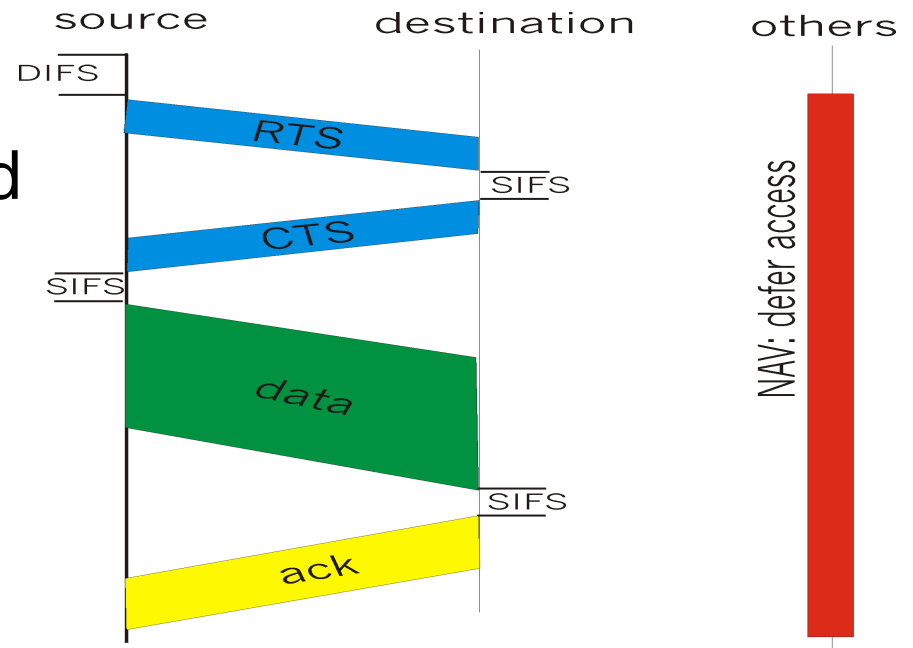 source
destination
others
DIFS
RTS
d
SIFS
CTS
SIFS
NAV: defer access
data
SIFS
ack